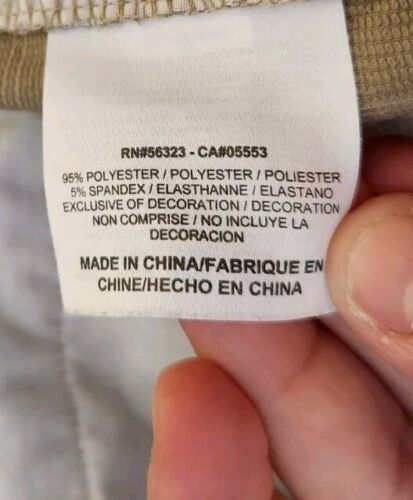 RN#56323 - CA#05553
95% POLYESTER / POLYESTER / POLIESTER
5% SPANDEX / ELASTHANNE / ELASTANO
EXCLUSIVE OF DECORATION / DECORATION
NON COMPRISE / NO INCLUYE LA
DECORACION
MADE IN CHINA/FABRIQUE EN
CHINE/HECHO EN CHINA